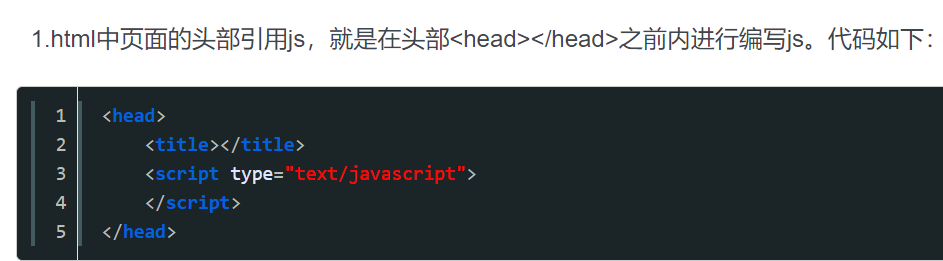 1.html中页面的头部引用js，就是在头部<head></head>之前内进行编写js。代码如下：
1 <head>
2     <title></title>
3     <script type="text/javascript">
4     </script>
5 </head>